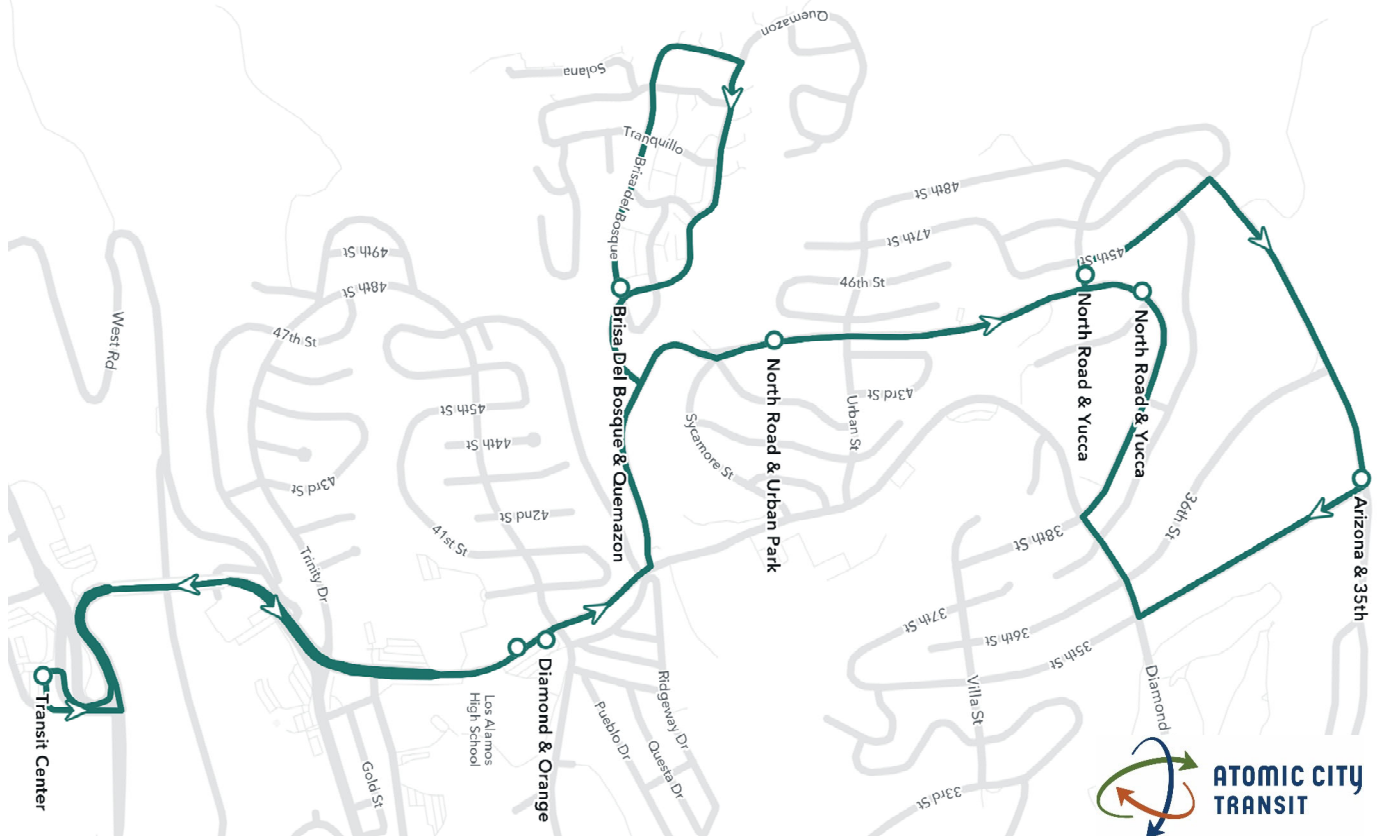 Quemazon
Solana
Tranquillo
Brisa del Bosque
48th St
47th St
46th St
45th St
49th St
48th St
47th St
West Rd
Brisa Del Bosque & Quemazon
North Road & Urban Park
North Road & Yucca
North Road & Yucca
43rd St
Urban St
Sycamore St
45th St
44th St
43rd St
42nd St
41st St
Trinity Dr
38th St
36th St
37th St
36th St
35th St
Arizona & 35th
Diamond
Villa St
33rd St
Ridgeway Dr
Pueblo Dr
Questa Dr
Diamond & Orange
Los Alamos
High School
Gold St
Transit Center
ATOMIC CITY
TRANSIT